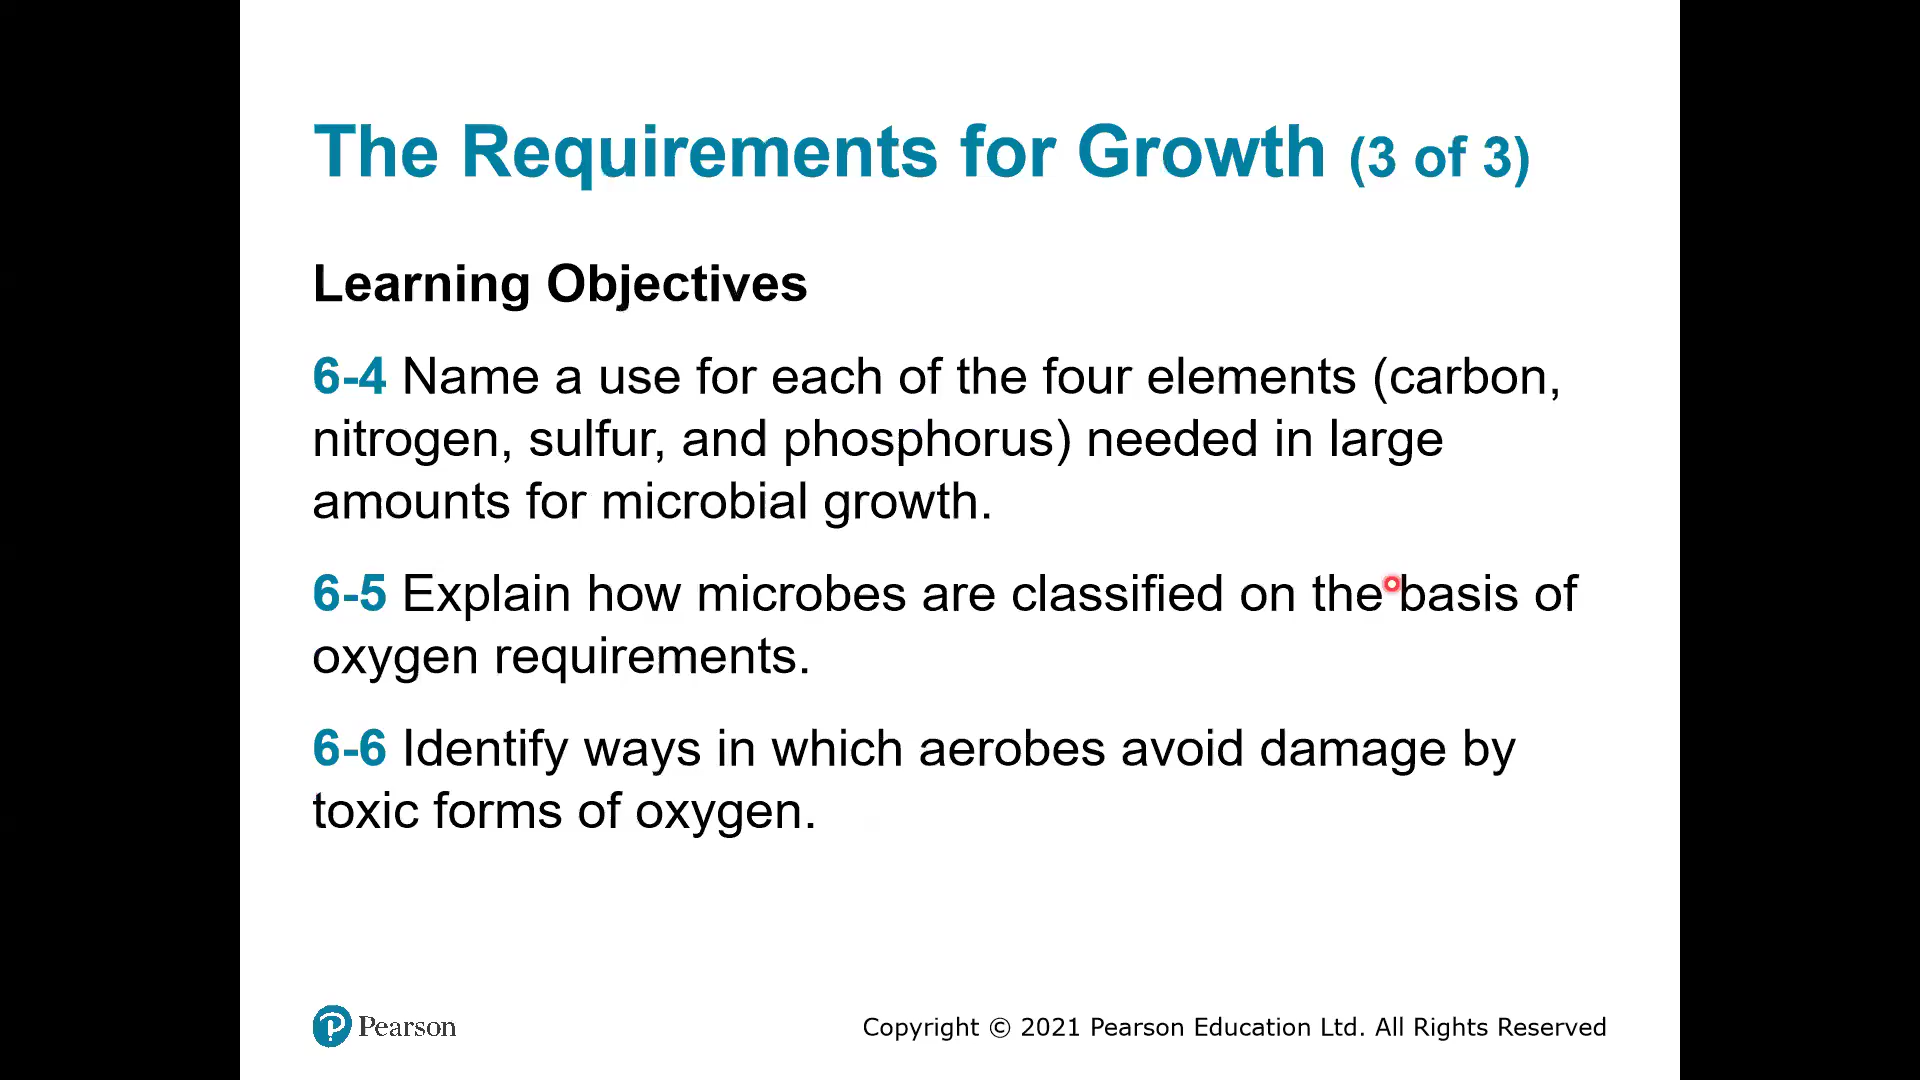 The Requirements for Growth (3 of 3)
Learning Objectives
6-4 Name a use for each of the four elements (carbon,
nitrogen, sulfur, and phosphorus) needed in large
amounts for microbial growth.
6-5 Explain how microbes are classified on the basis of
oxygen requirements.
6-6 Identify ways in which aerobes avoid damage by
toxic forms of oxygen.
Pearson
Copyright © 2021 Pearson Education Ltd. All Rights Reserved